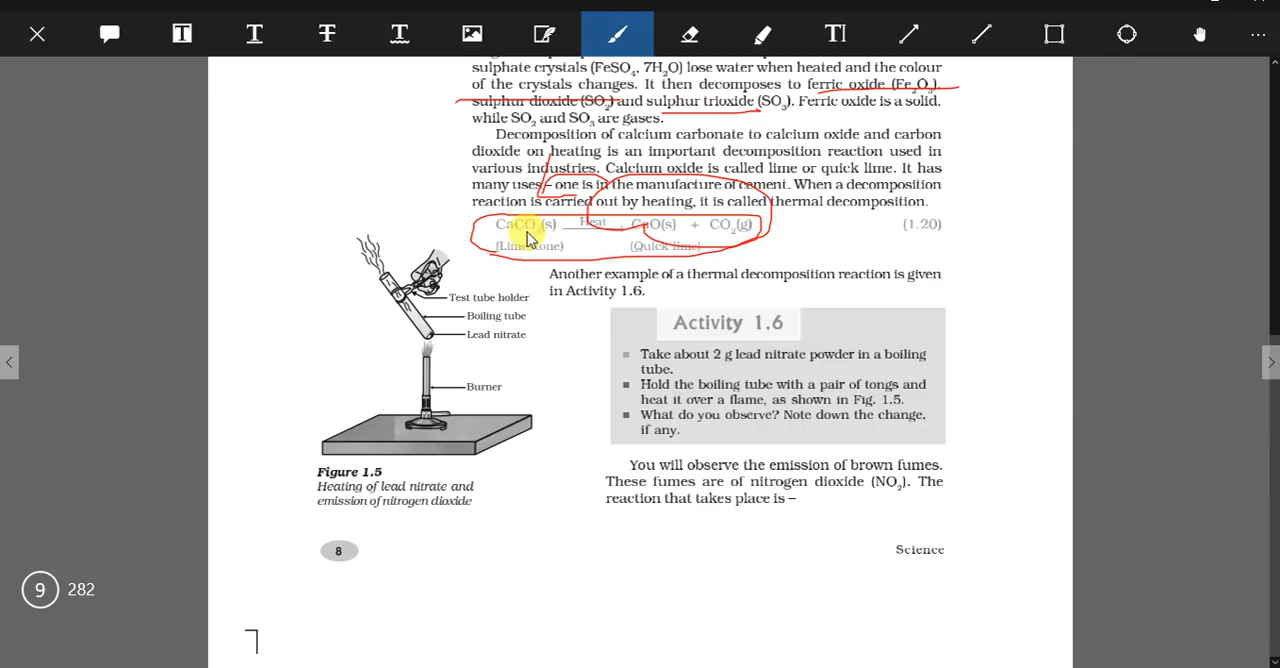 T T T T TI ...
sulphate crystals (FeSO₄, 7H₂O) lose water when heated and the colour
of the crystals changes. It then decomposes to ferric oxide (Fe₂O₃),
sulphur dioxide (SO₂) and sulphur trioxide (SO₃). Ferric oxide is a solid,
while SO₂ and SO₃ are gases.
Decomposition of calcium carbonate to calcium oxide and carbon
dioxide on heating is an important decomposition reaction used in
various industries. Calcium oxide is called lime or quick lime. It has
many uses – one is in the manufacture of cement. When a decomposition
reaction is carried out by heating, it is called thermal decomposition.
CaCO₃(s) Heat CaO(s) + CO₂(g) (1.20)
(Limestone) (Quick lime)
Another example of a thermal decomposition reaction is given
in Activity 1.6.
Test tube holder
Boiling tube
Lead nitrate
Burner
Figure 1.5
Heating of lead nitrate and
emission of nitrogen dioxide
Activity 1.6
■ Take about 2 g lead nitrate powder in a boiling
tube.
■ Hold the boiling tube with a pair of tongs and
heat it over a flame, as shown in Fig. 1.5.
■ What do you observe? Note down the change,
if any.
You will observe the emission of brown fumes.
These fumes are of nitrogen dioxide (NO₂). The
reaction that takes place is –
8
Science
9 282